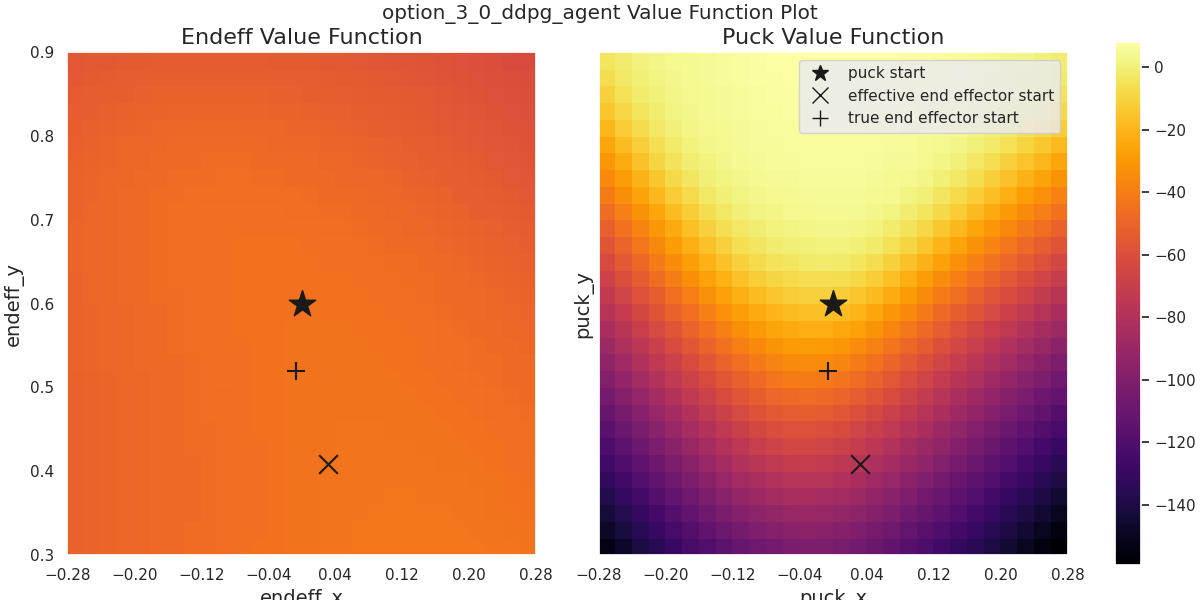 option_3_0_ddpg_agent Value Function Plot
Endeff Value Function
Puck Value Function
puck start
effective end effector start
true end effector start
endeff_y
0.9
0.8
0.7
0.6
0.5
0.4
0.3
−0.28 −0.20 −0.12 −0.04 0.04 0.12 0.20 0.28
endeff_x
puck_y
−0.28 −0.20 −0.12 −0.04 0.04 0.12 0.20 0.28
puck_x
0
−20
−40
−60
−80
−100
−120
−140